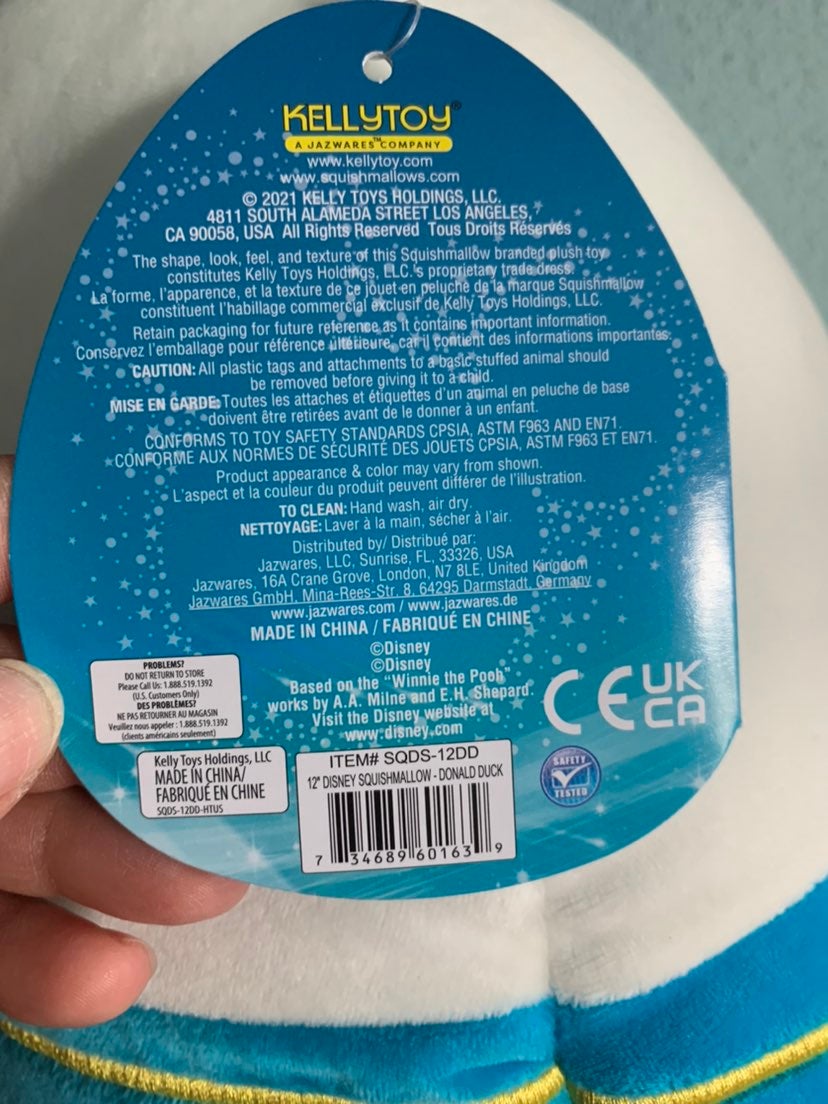 KELLYTOY®
A JAZWARES™ COMPANY
www.kellytoy.com
www.squishmallows.com
© 2021 KELLY TOYS HOLDINGS, LLC.
4811 SOUTH ALAMEDA STREET LOS ANGELES,
CA 90058, USA All Rights Reserved Tous Droits Réservés
The shape, look, feel, and texture of this Squishmallow branded plush toy
constitutes Kelly Toys Holdings, LLC.'s proprietary trade dress.
La forme, l'apparence, et la texture de ce jouet en peluche de la marque Squishmallow
constituent l'habillage commercial exclusif de Kelly Toys Holdings, LLC.
Retain packaging for future reference as it contains important information.
Conservez l'emballage pour référence ultérieure, car il contient des informations importantes.
CAUTION: All plastic tags and attachments to a basic stuffed animal should
be removed before giving it to a child.
MISE EN GARDE: Toutes les attaches et étiquettes d'un animal en peluche de base
doivent être retirées avant de le donner à un enfant.
CONFORMS TO TOY SAFETY STANDARDS CPSIA, ASTM F963 AND EN71.
CONFORME AUX NORMES DE SÉCURITÉ DES JOUETS CPSIA, ASTM F963 ET EN71.
Product appearance & color may vary from shown.
L'aspect et la couleur du produit peuvent différer de l'illustration.
TO CLEAN: Hand wash, air dry.
NETTOYAGE: Laver à la main, sécher à l'air.
Distributed by/ Distribué par:
Jazwares, LLC, Sunrise, FL, 33326, USA
Jazwares, 16A Crane Grove, London, N7 8LE, United Kingdom
Jazwares GmbH, Mina-Rees-Str. 8, 64295 Darmstadt, Germany
www.jazwares.com / www.jazwares.de
MADE IN CHINA / FABRIQUÉ EN CHINE
©Disney
©Disney
Based on the "Winnie the Pooh"
works by A.A. Milne and E.H. Shepard.
Visit the Disney website at
www.disney.com
PROBLEMS?
DO NOT RETURN TO STORE
Please Call Us: 1.888.519.1392
(U.S. Customers Only)
DES PROBLÈMES?
NE PAS RETOURNER AU MAGASIN
Veuillez nous appeler : 1.888.519.1392
(clients américains seulement)
CE UK
CA
Kelly Toys Holdings, LLC
MADE IN CHINA/
FABRIQUÉ EN CHINE
SQDS-12DD-HTUS
ITEM# SQDS-12DD
12" DISNEY SQUISHMALLOW - DONALD DUCK
7 34689 60163 9
SAFETY
TESTED